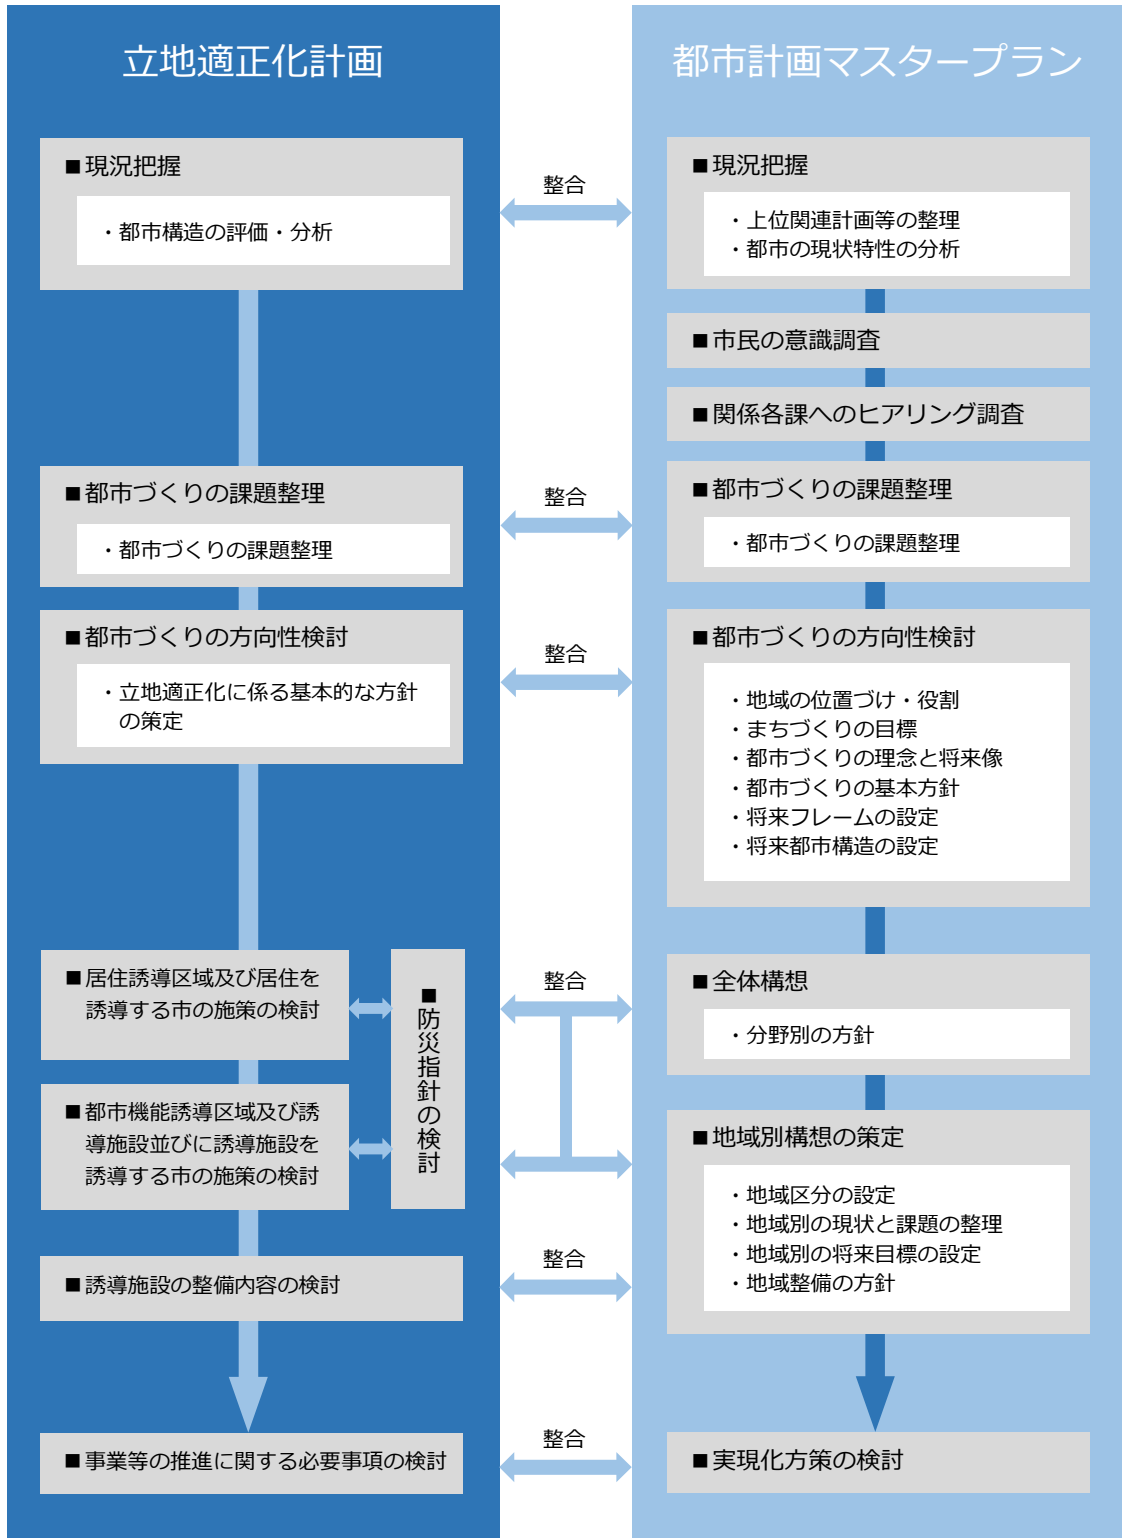 立地適正化計画
■現況把握
・都市構造の評価・分析
■都市づくりの課題整理
・都市づくりの課題整理
■都市づくりの方向性検討
・立地適正化に係る基本的な方針
の策定
■居住誘導区域及び居住を
誘導する市の施策の検討
■都市機能誘導区域及び誘
導施設並びに誘導施設を
誘導する市の施策の検討
■防災指針の検討
■誘導施設の整備内容の検討
■事業等の推進に関する必要事項の検討
整合
整合
整合
整合
整合
整合
都市計画マスタープラン
■現況把握
・上位関連計画等の整理
・都市の現状特性の分析
■市民の意識調査
■関係各課へのヒアリング調査
■都市づくりの課題整理
・都市づくりの課題整理
■都市づくりの方向性検討
・地域の位置づけ・役割
・まちづくりの目標
・都市づくりの理念と将来像
・都市づくりの基本方針
・将来フレームの設定
・将来都市構造の設定
■全体構想
・分野別の方針
■地域別構想の策定
・地域区分の設定
・地域別の現状と課題の整理
・地域別の将来目標の設定
・地域整備の方針
■実現化方策の検討